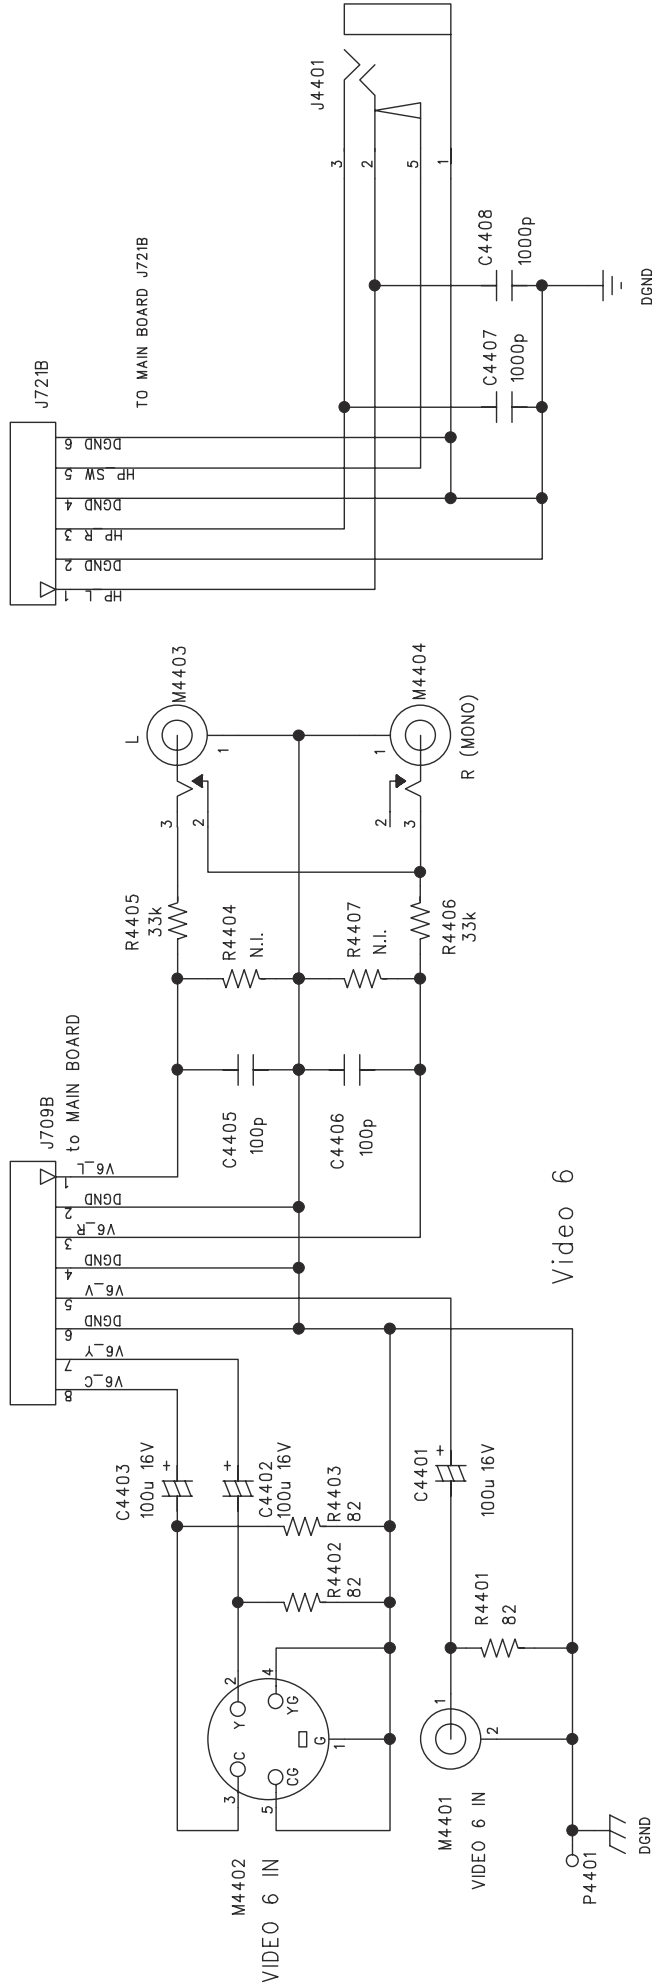 J721B
TO MAIN BOARD J721B
1 HP_L
2 DGND
3 HP_R
4 DGND
5 HP_SW
6 DGND
J4401
3
2
5
1
C4407
1000p
C4408
1000p
DGND
J709B
to MAIN BOARD
1 V6_L
2 DGND
3 V6_R
4 DGND
5 V6_V
6 DGND
7 V6_Y
8 V6_C
L
M4403
1
3
2
R4405
33k
R4404
N.I.
R4407
N.I.
R4406
33k
M4404
R (MONO)
1
2
3
C4405
100p
C4406
100p
C4403
100u 16V
+
C4402
100u 16V
+
R4403
82
R4402
82
C4401
100u 16V
+
R4401
82
M4402
VIDEO 6 IN
3
C
2
Y
4
YG
5
CG
1
G
M4401
VIDEO 6 IN
1
2
P4401
DGND
Video 6